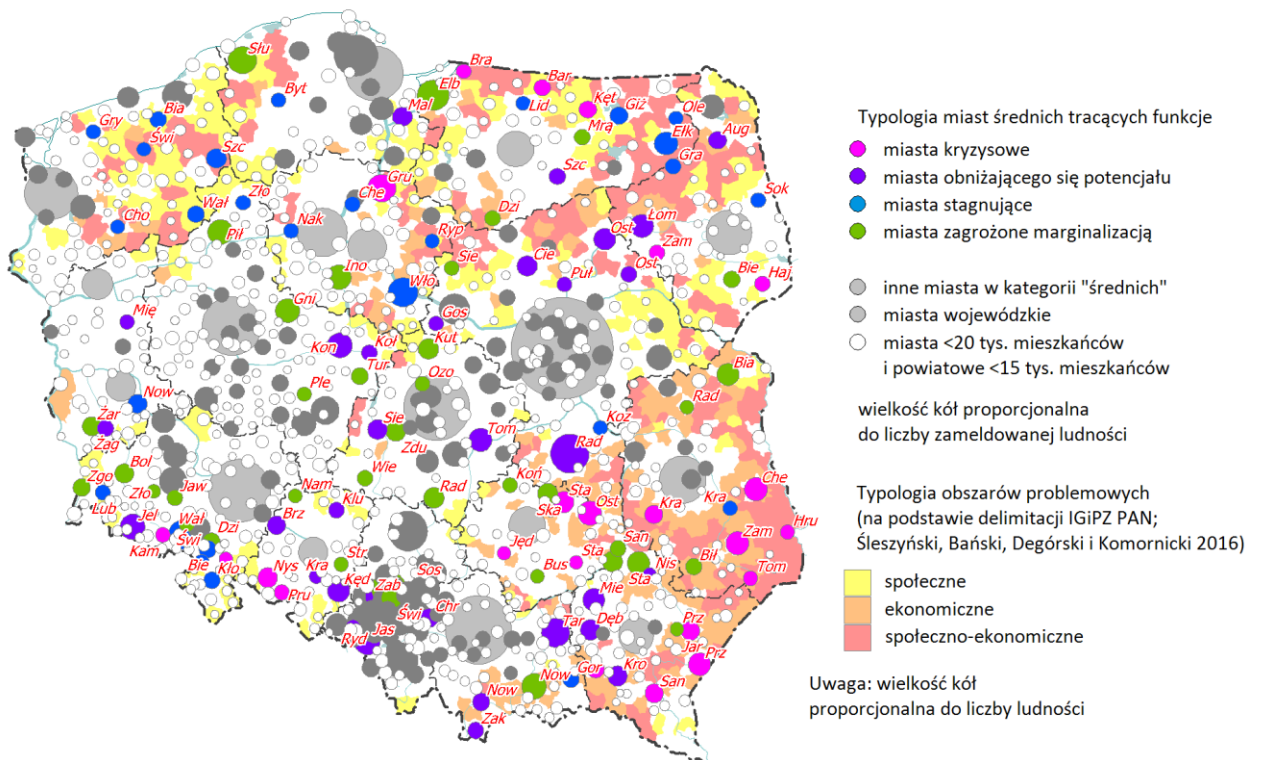 Słu
Bra
Bar
Elb
Byt
Kęt
Lid
Giż
Ole
Mal
Bia
Gry
Mrą
Ełk
Aug
Świ
Szc
Gra
Szc
Gru
Sok
Che
Zło
Wał
Cho
Dzi
Łom
Nak
Pił
Ryp
Ost
Zam
Sie
Cie
Ost
Bie
Haj
Ino
Puł
Wło
Gni
Gos
Mię
Kut
Kon
Koł
Bia
Tur
Ozo
Ple
Rad
Now
Żar
Sie
Koz
Tom
Rad
Żag
Zdu
Bol
Wie
Zgo
Koń
Che
Zło
Jaw
Nam
Klu
Rad
Sta
Ost
Kra
Kra
Lub
Ska
Jel
Wał
Dzi
Brz
Hru
Kam
Świ
Zam
Jęd
Str
San
Bie
Kło
Nys
Kra
Sos
Sta
Nis
Bił
Bus
Kęd
Zab
Sta
Tom
Pru
Mie
Świ
Chr
Ryd
Jas
Tar
Dęb
Prz
Jar
Prz
Gor
Kro
Now
Now
San
Zak
Typologia miast średnich tracących funkcje
miasta kryzysowe
miasta obniżającego się potencjału
miasta stagnujące
miasta zagrożone marginalizacją
inne miasta w kategorii "średnich"
miasta wojewódzkie
miasta <20 tys. mieszkańców
i powiatowe <15 tys. mieszkańców
wielkość kół proporcjonalna
do liczby zameldowanej ludności
Typologia obszarów problemowych
(na podstawie delimitacji IGiPZ PAN;
Śleszyński, Bański, Degórski i Komornicki 2016)
społeczne
ekonomiczne
społeczno-ekonomiczne
Uwaga: wielkość kół
proporcjonalna do liczby ludności